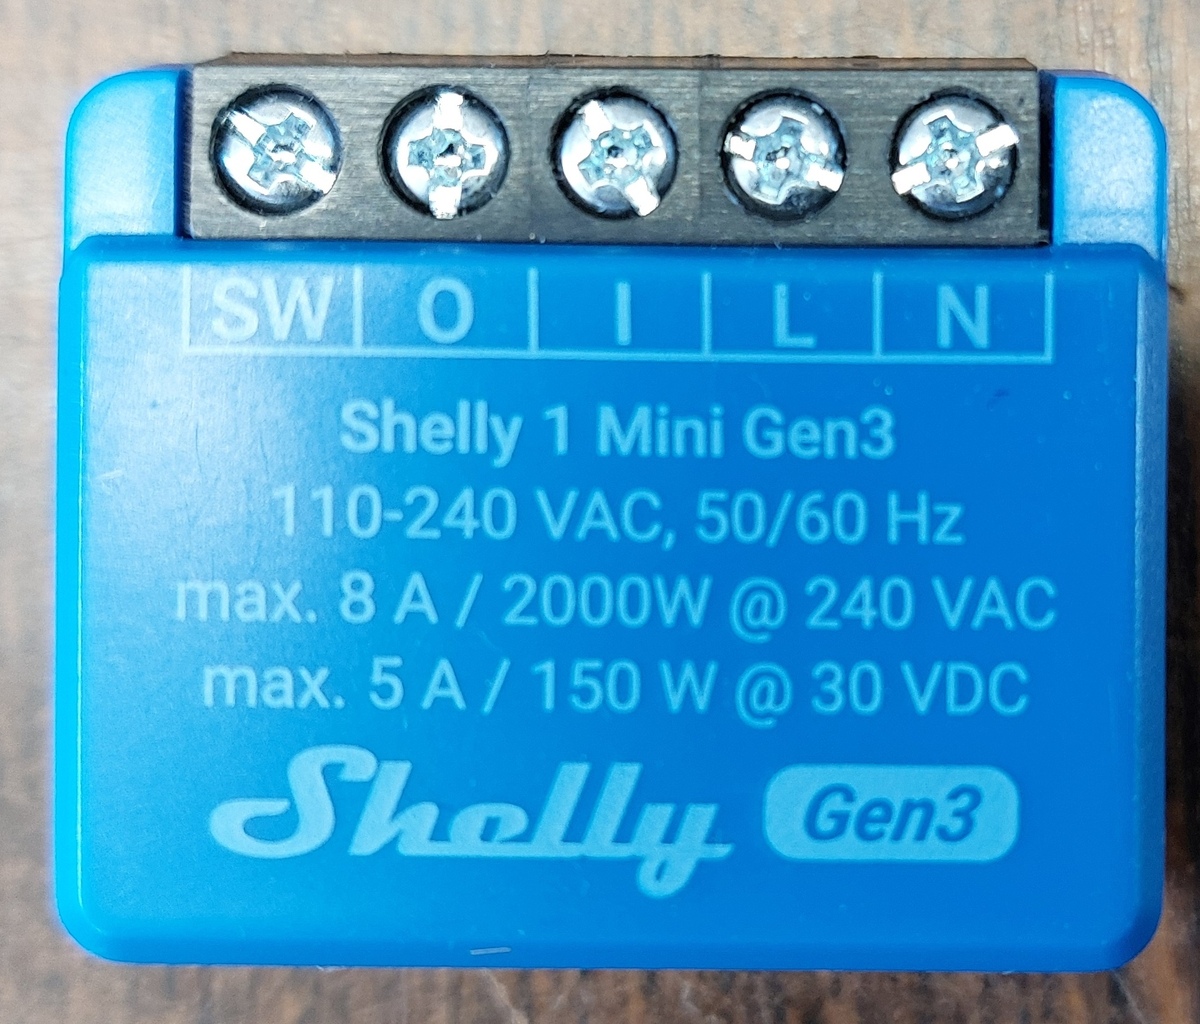 SW O I L N
Shelly 1 Mini Gen3
110-240 VAC, 50/60 Hz
max. 8 A / 2000W @ 240 VAC
max. 5 A / 150 W @ 30 VDC
Shelly Gen3